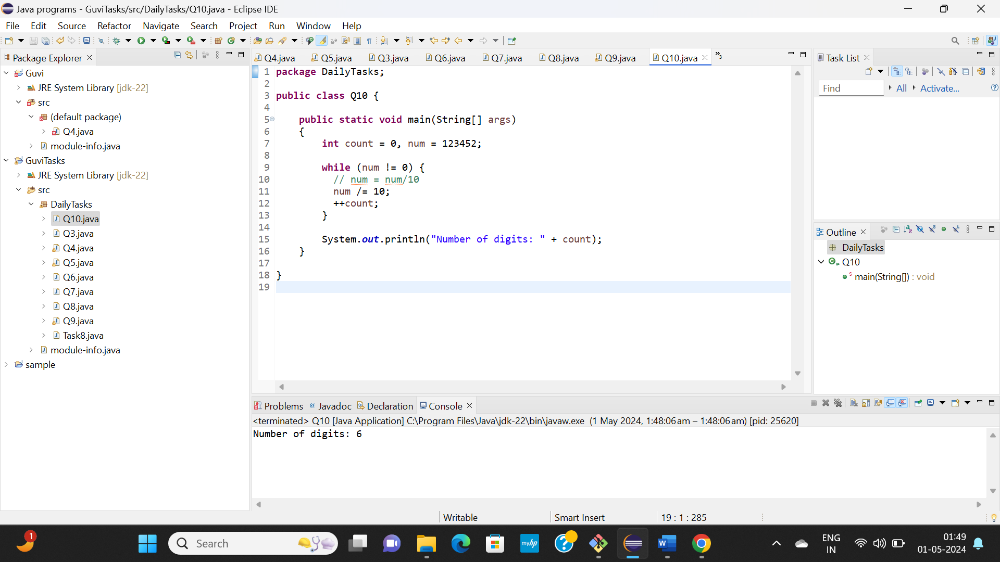 Java programs - GuviTasks/src/DailyTasks/Q10.java - Eclipse IDE
File Edit Source Refactor Navigate Search Project Run Window Help
Package Explorer
Guvi
JRE System Library [jdk-22]
src
(default package)
Q4.java
module-info.java
GuviTasks
JRE System Library [jdk-22]
src
DailyTasks
Q10.java
Q3.java
Q4.java
Q5.java
Q6.java
Q7.java
Q8.java
Q9.java
Task8.java
module-info.java
sample
Q4.java Q5.java Q3.java Q6.java Q7.java Q8.java Q9.java Q10.java »3
1 package DailyTasks;
2
3 public class Q10 {
4
5 public static void main(String[] args)
6 {
7 int count = 0, num = 123452;
8
9 while (num != 0) {
10 // num = num/10
11 num /= 10;
12 ++count;
13 }
14
15 System.out.println("Number of digits: " + count);
16 }
17
18 }
19
Task List
Find All Activate...
Outline
DailyTasks
Q10
main(String[]) : void
Problems @ Javadoc Declaration Console
<terminated> Q10 [Java Application] C:\Program Files\Java\jdk-22\bin\javaw.exe (1 May 2024, 1:48:06 am – 1:48:06 am) [pid: 25620]
Number of digits: 6
Writable Smart Insert 19 : 1 : 285
1
Search
myhp
ENG
IN
01:49
01-05-2024